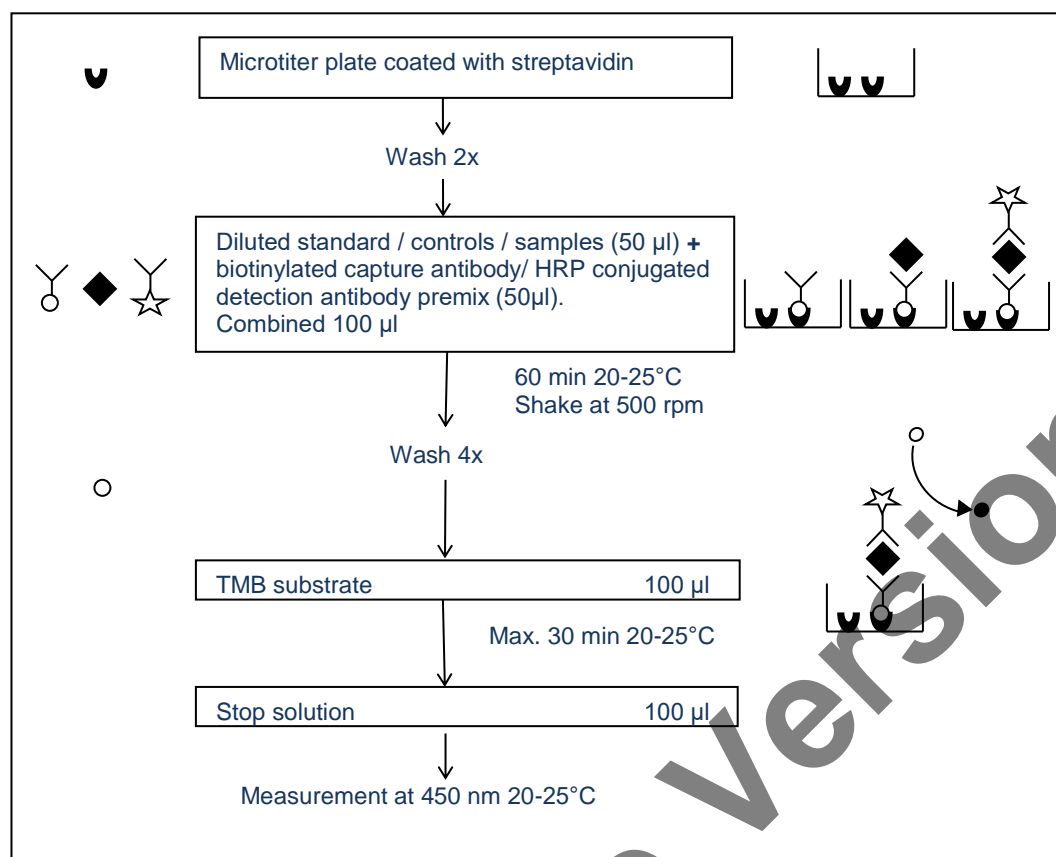 Microtiter plate coated with streptavidin
Wash 2x
Diluted standard / controls / samples (50 µl) +
biotinylated capture antibody/ HRP conjugated
detection antibody premix (50µl).
Combined 100 µl
60 min 20-25°C
Shake at 500 rpm
Wash 4x
TMB substrate 100 µl
Max. 30 min 20-25°C
Stop solution 100 µl
Measurement at 450 nm 20-25°C
Version